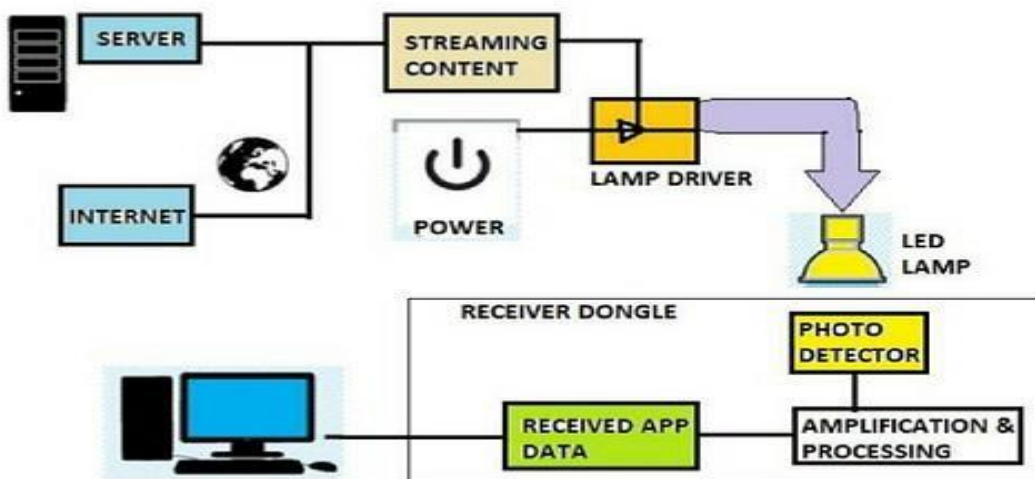 SERVER
STREAMING
CONTENT
INTERNET
POWER
LAMP DRIVER
LED
LAMP
RECEIVER DONGLE
PHOTO
DETECTOR
RECEIVED APP
DATA
AMPLIFICATION &
PROCESSING